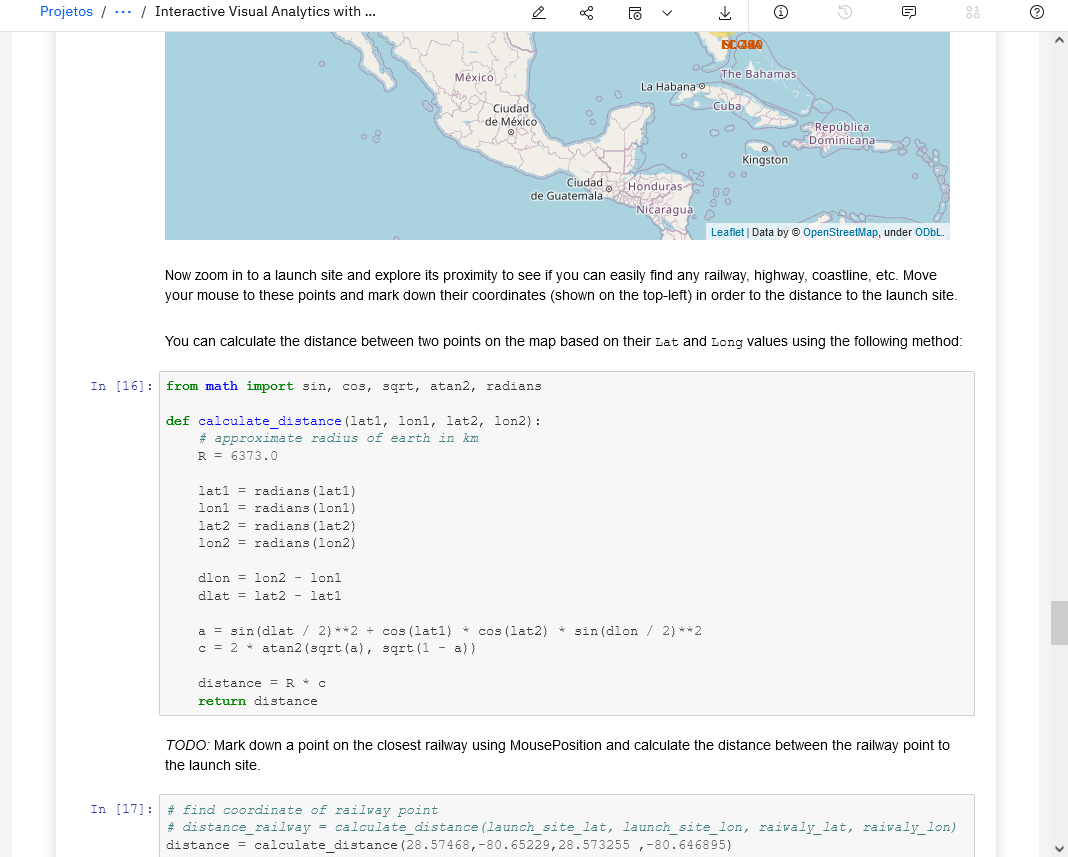 Projetos / ··· / Interactive Visual Analytics with ...
México
The Bahamas
La Habana
Cuba
Ciudad
de México
República
Dominicana
Kingston
Ciudad
de Guatemala
Honduras
Nicaragua
Leaflet | Data by © OpenStreetMap, under ODbL.
Now zoom in to a launch site and explore its proximity to see if you can easily find any railway, highway, coastline, etc. Move
your mouse to these points and mark down their coordinates (shown on the top-left) in order to the distance to the launch site.
You can calculate the distance between two points on the map based on their Lat and Long values using the following method:
In [16]:
from math import sin, cos, sqrt, atan2, radians
def calculate_distance(lat1, lon1, lat2, lon2):
# approximate radius of earth in km
R = 6373.0
lat1 = radians(lat1)
lon1 = radians(lon1)
lat2 = radians(lat2)
lon2 = radians(lon2)
dlon = lon2 - lon1
dlat = lat2 - lat1
a = sin(dlat / 2)**2 + cos(lat1) * cos(lat2) * sin(dlon / 2)**2
c = 2 * atan2(sqrt(a), sqrt(1 - a))
distance = R * c
return distance
TODO: Mark down a point on the closest railway using MousePosition and calculate the distance between the railway point to
the launch site.
In [17]:
# find coordinate of railway point
# distance_railway = calculate_distance(launch_site_lat, launch_site_lon, raiwaly_lat, raiwaly_lon)
distance = calculate_distance(28.57468,-80.65229,28.573255 ,-80.646895)